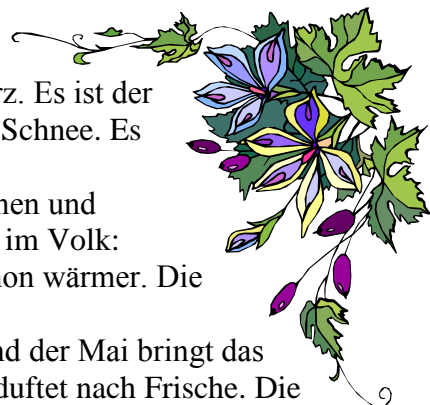 rz. Es ist der
Schnee. Es
nen und
im Volk:
on wärmer. Die
nd der Mai bringt das
duftet nach Frische. Die